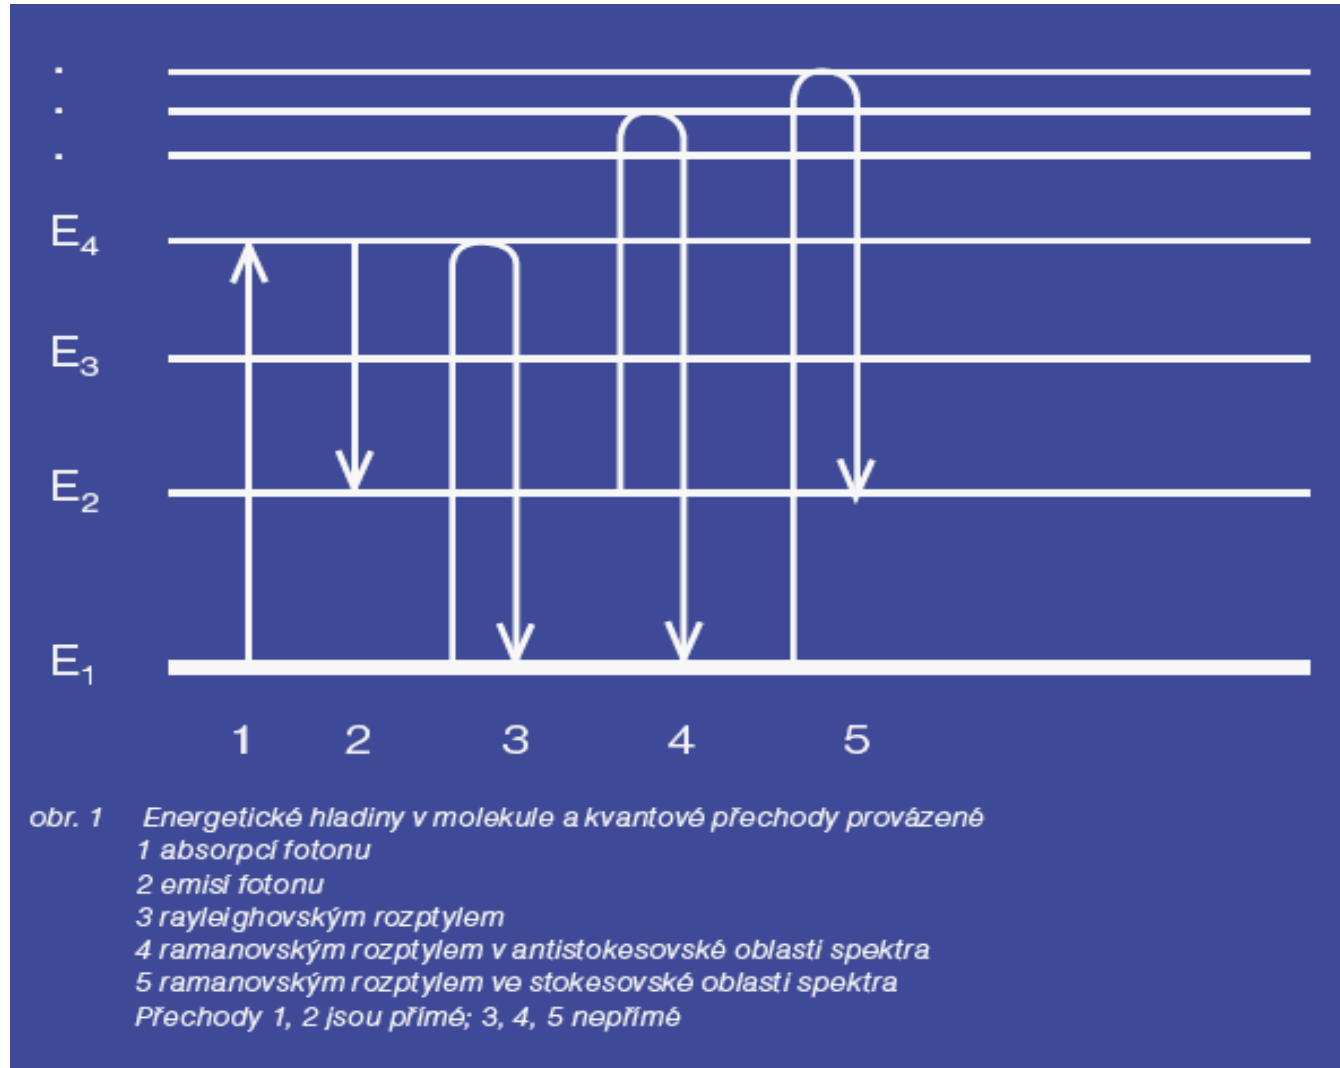 .
.
.
E4
E3
E2
E1
1 2 3 4 5
obr. 1 Energetické hladiny v molekule a kvantové přechody provázené
1 absorpcí fotonu
2 emisí fotonu
3 rayleighovským rozptylem
4 ramanovským rozptylem v antistokesovské oblasti spektra
5 ramanovským rozptylem ve stokesovské oblasti spektra
Přechody 1, 2 jsou přímé; 3, 4, 5 nepřímé